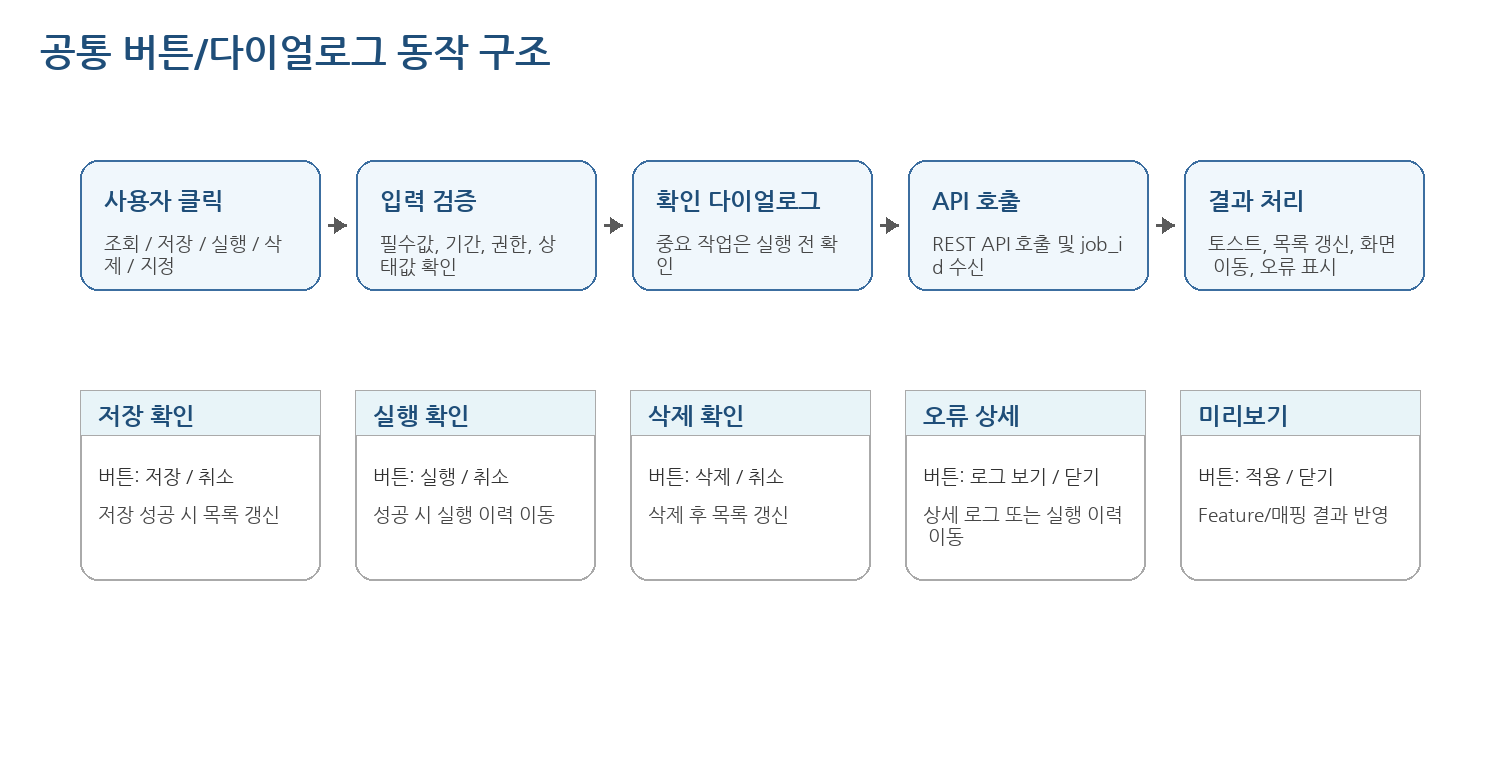 공통 버튼/다이얼로그 동작 구조
사용자 클릭
조회 / 저장 / 실행 / 삭
제 / 지정
입력 검증
필수값, 기간, 권한, 상
태값 확인
확인 다이얼로그
중요 작업은 실행 전 확
인
API 호출
REST API 호출 및 job_i
d 수신
결과 처리
토스트, 목록 갱신, 화면
이동, 오류 표시
저장 확인
버튼: 저장 / 취소
저장 성공 시 목록 갱신
실행 확인
버튼: 실행 / 취소
성공 시 실행 이력 이동
삭제 확인
버튼: 삭제 / 취소
삭제 후 목록 갱신
오류 상세
버튼: 로그 보기 / 닫기
상세 로그 또는 실행 이력
이동
미리보기
버튼: 적용 / 닫기
Feature/매핑 결과 반영